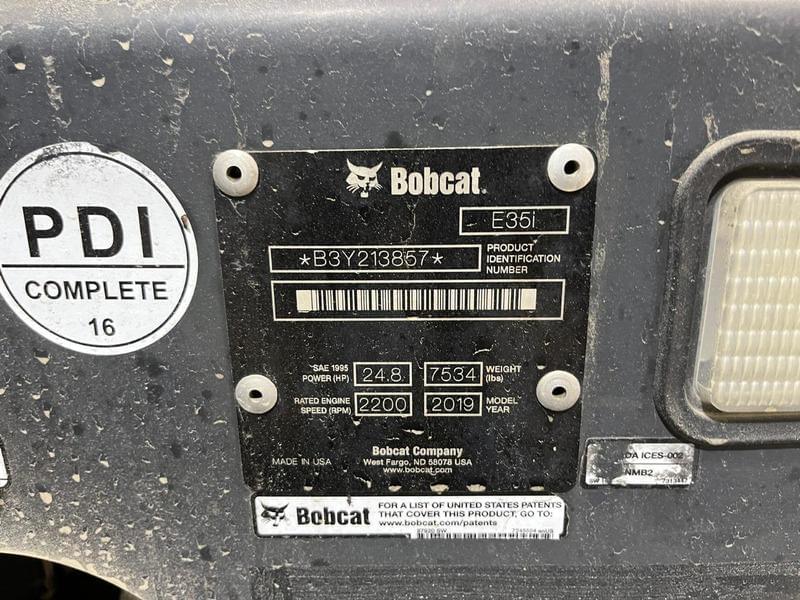 PDI
COMPLETE
16
Bobcat
E35i
*B3Y213857*
PRODUCT
IDENTIFICATION
NUMBER
SAE 1995
POWER (HP)
24.8
7534
WEIGHT
(lbs)
RATED ENGINE
SPEED (RPM)
2200
2019
MODEL
YEAR
Bobcat Company
MADE IN USA
West Fargo, ND 58078 USA
www.bobcat.com
Bobcat
FOR A LIST OF UNITED STATES PATENTS
THAT COVER THIS PRODUCT, GO TO:
www.bobcat.com/patents
ICES-002
NMB2